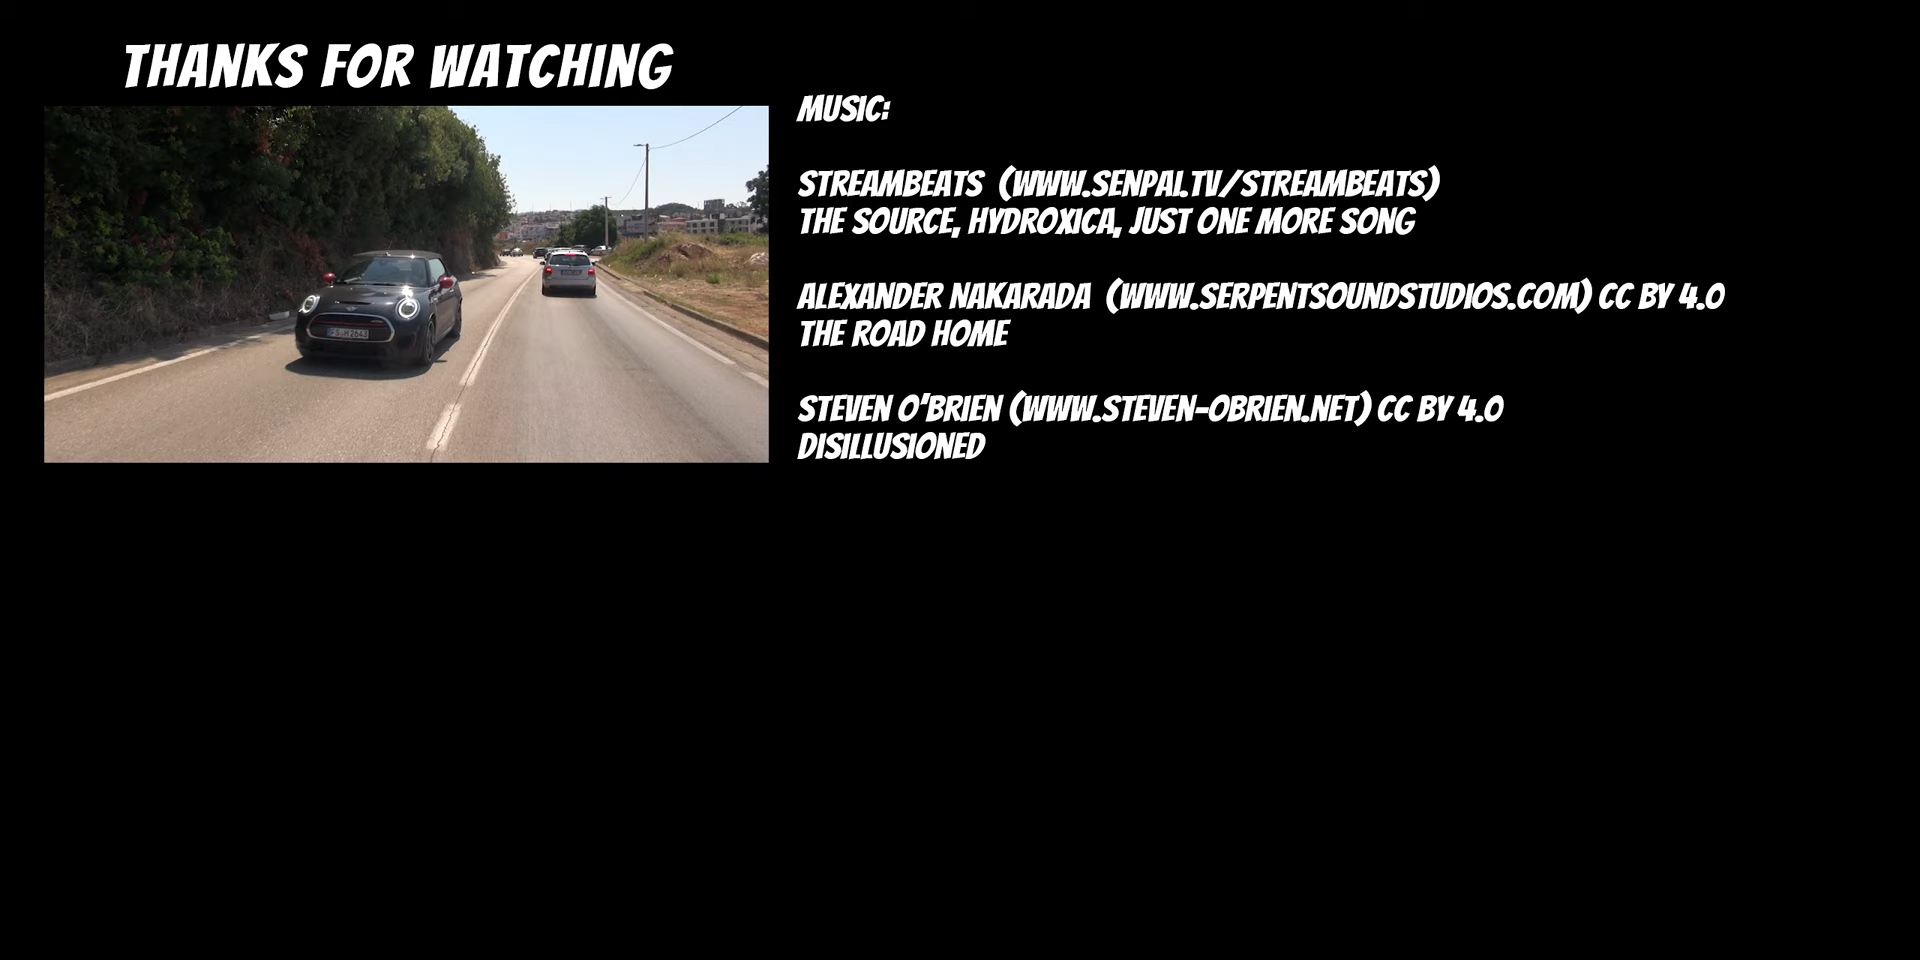 THANKS FOR WATCHING
MUSIC:
STREAMBEATS (WWW.SENPAI.TV/STREAMBEATS)
THE SOURCE, HYDROXICA, JUST ONE MORE SONG
ALEXANDER NAKARADA (WWW.SERPENTSOUNDSTUDIOS.COM) CC BY 4.0
THE ROAD HOME
STEVEN O'BRIEN (WWW.STEVEN-OBRIEN.NET) CC BY 4.0
DISILLUSIONED